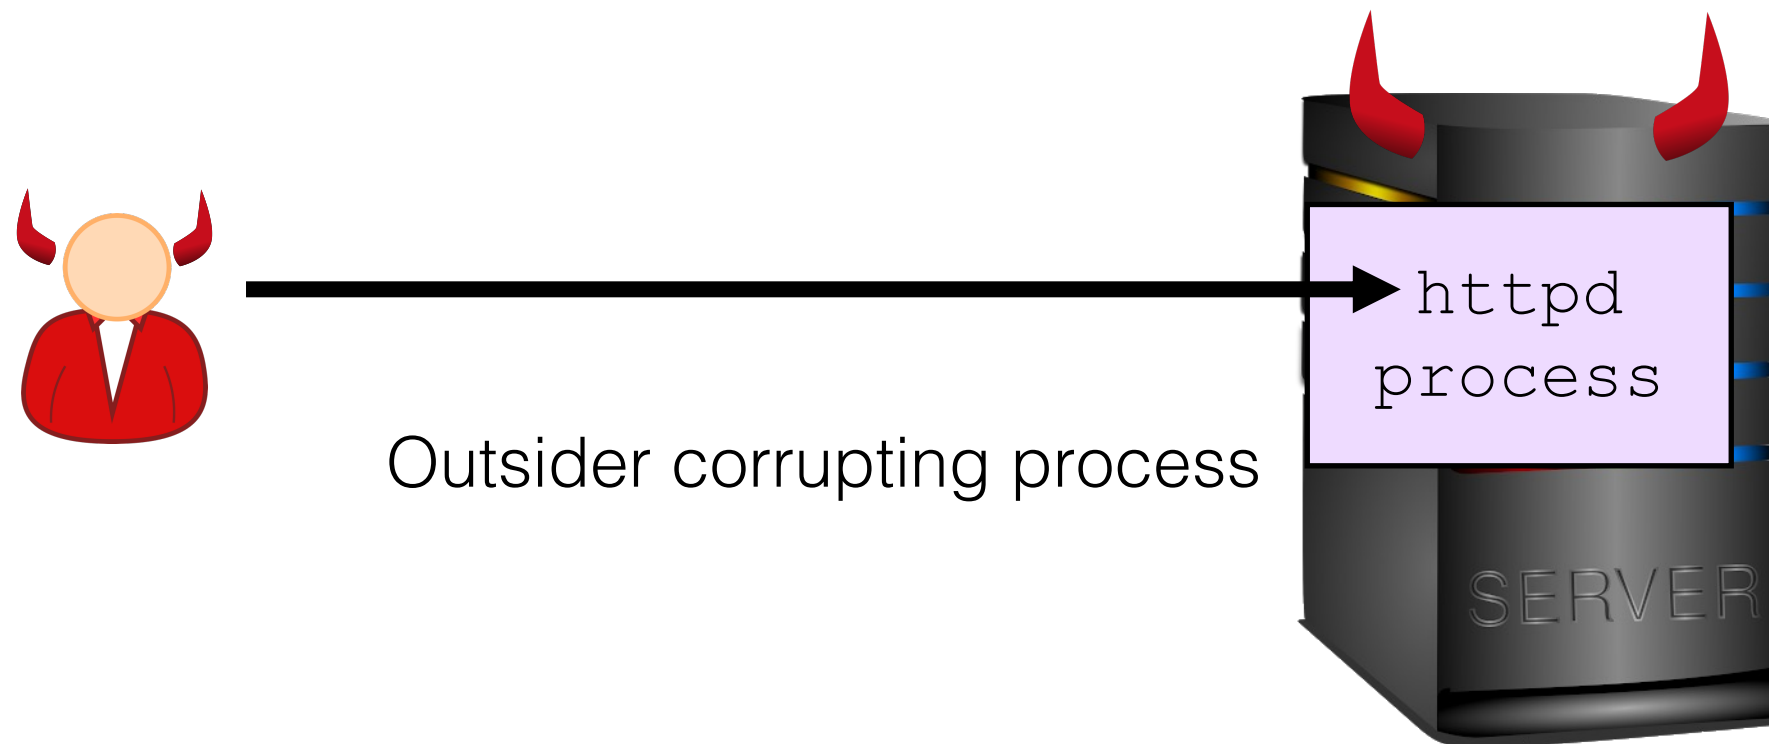 httpd
process
Outsider corrupting process
SERVER